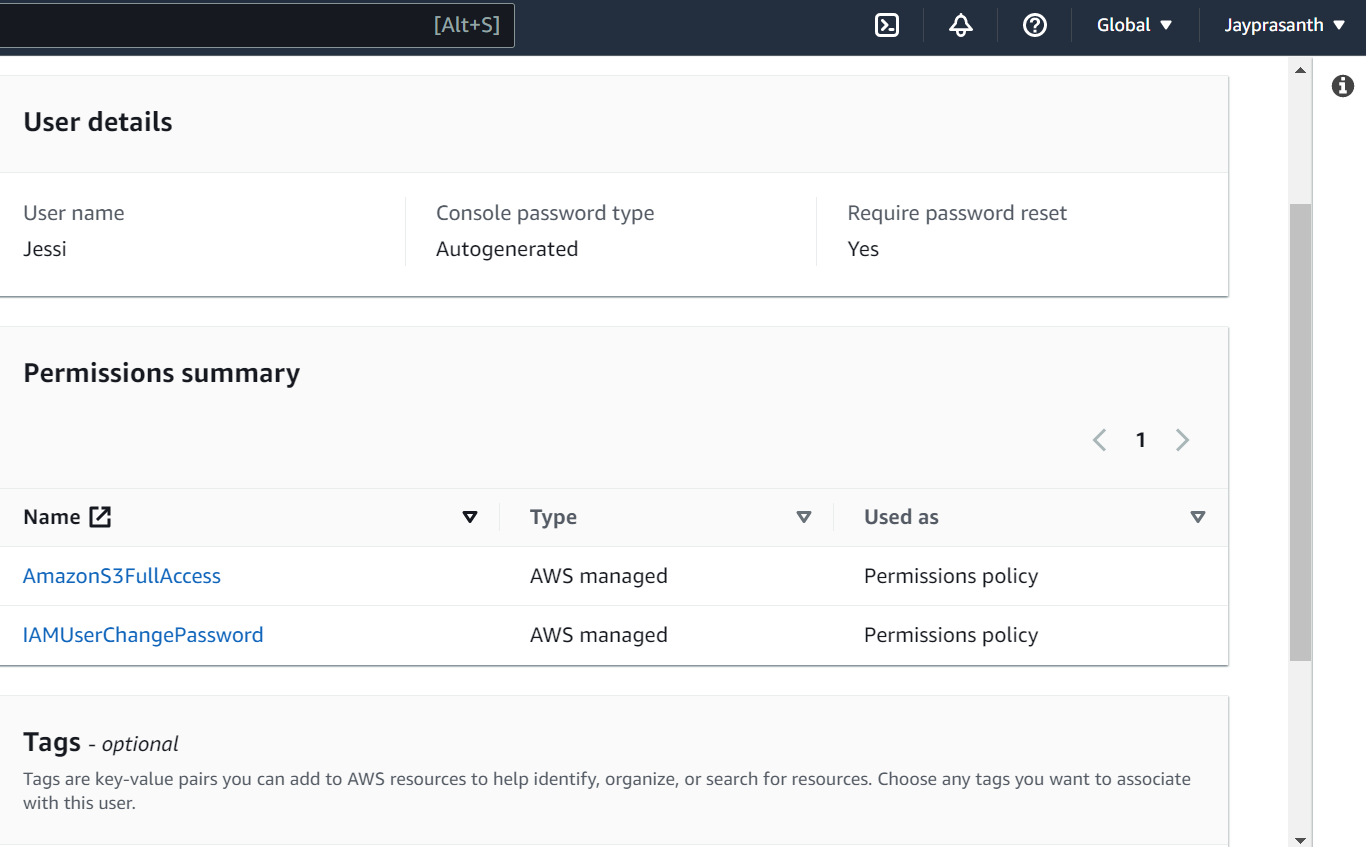 [Alt+S] Global Jayprasanth
User details
User name Console password type Require password reset
Jessi Autogenerated Yes
Permissions summary
1
Name Type Used as
AmazonS3FullAccess AWS managed Permissions policy
IAMUserChangePassword AWS managed Permissions policy
Tags - optional
Tags are key-value pairs you can add to AWS resources to help identify, organize, or search for resources. Choose any tags you want to associate
with this user.